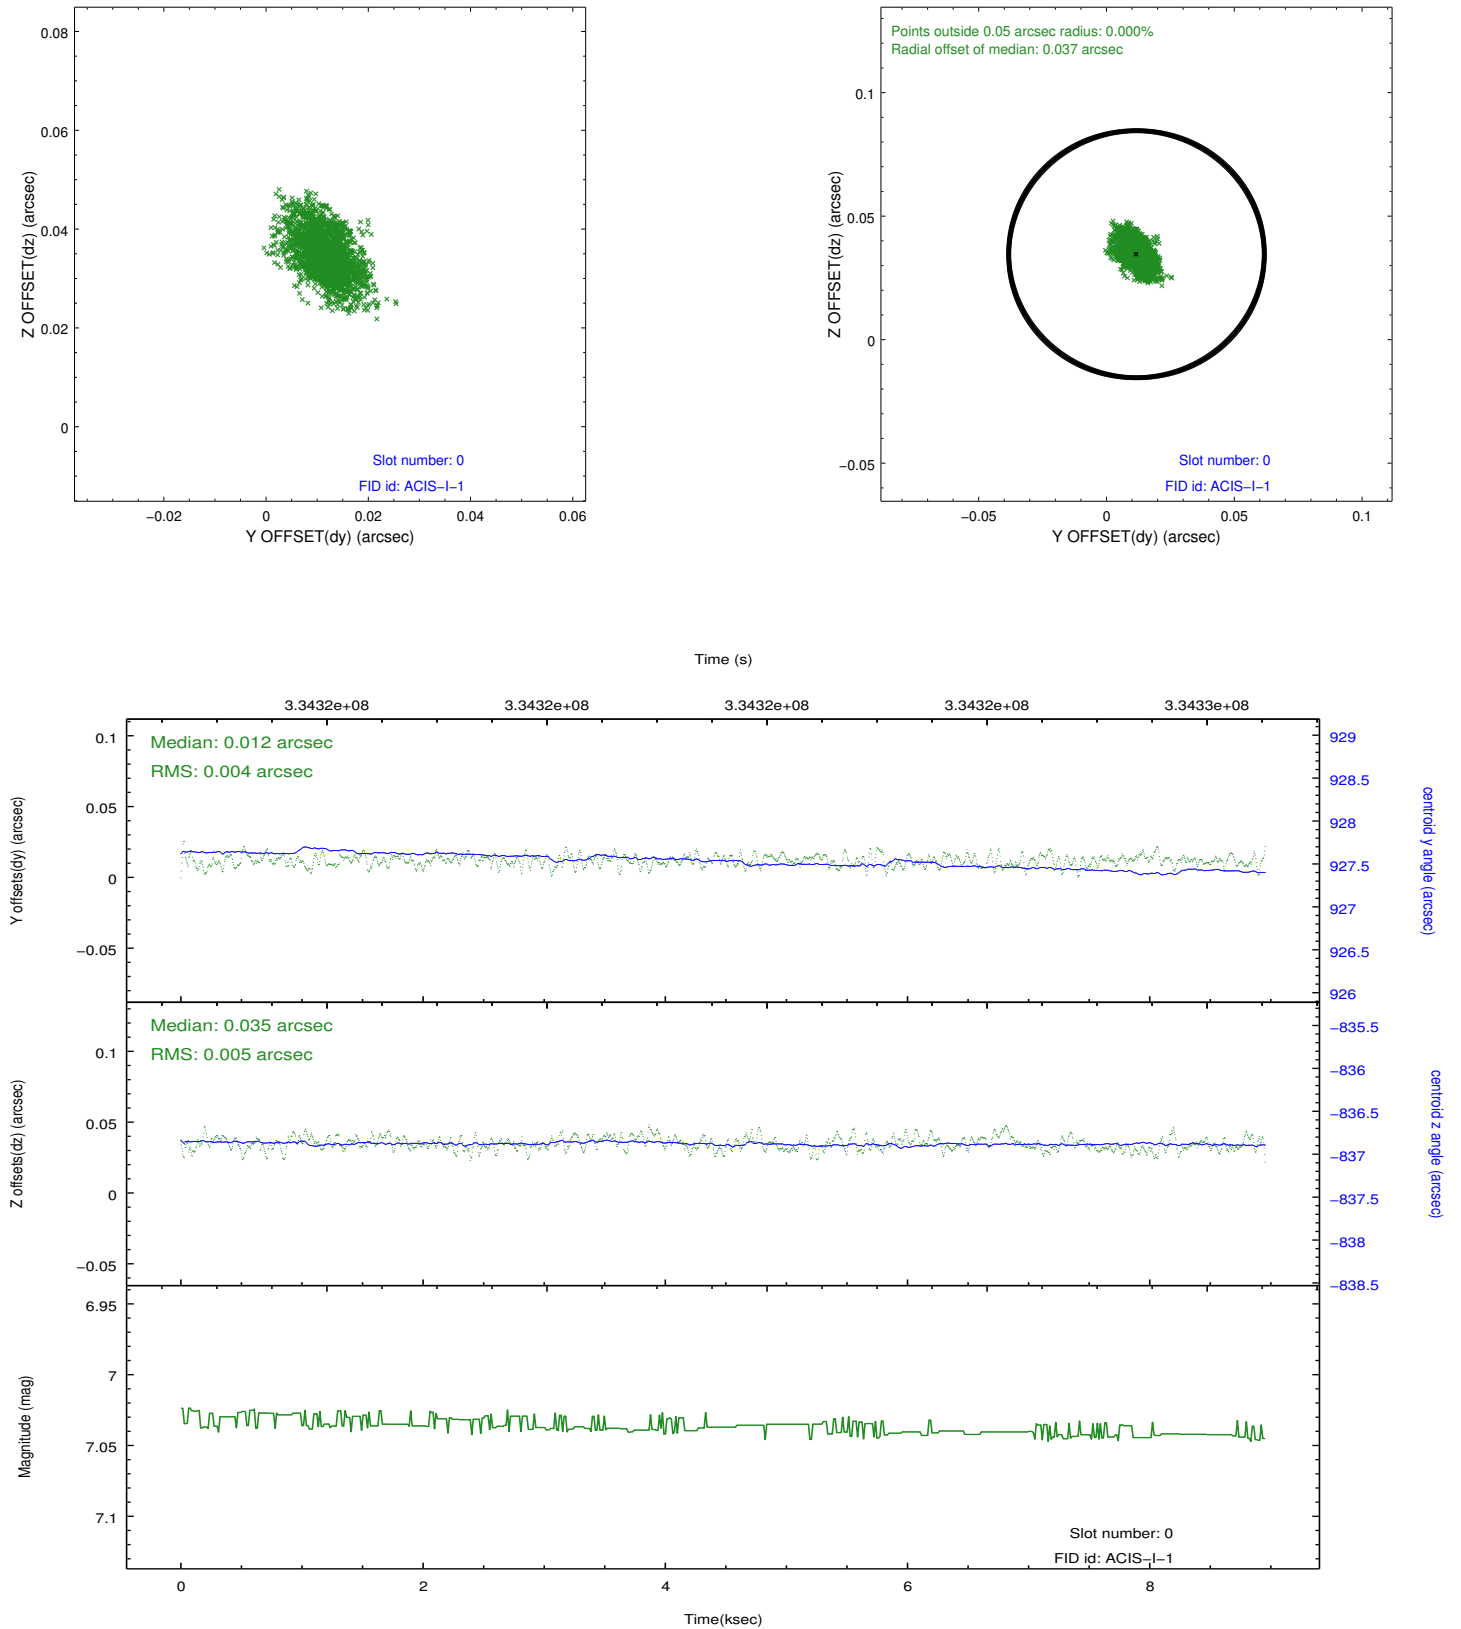 0.08
0.06
0.04
0.02
0
Z OFFSET(dz) (arcsec)
Slot number: 0
FID id: ACIS−I−1
−0.02
0
0.02
0.04
0.06
Y OFFSET(dy) (arcsec)
Points outside 0.05 arcsec radius: 0.000%
Radial offset of median: 0.037 arcsec
0.1
0.05
0
−0.05
Z OFFSET(dz) (arcsec)
Slot number: 0
FID id: ACIS−I−1
−0.05
0
0.05
0.1
Y OFFSET(dy) (arcsec)
Time (s)
3.3432e+08
3.3432e+08
3.3432e+08
3.3432e+08
3.3433e+08
Median: 0.012 arcsec
RMS: 0.004 arcsec
0.1
0.05
0
−0.05
Y offsets(dy) (arcsec)
929
928.5
928
927.5
927
926.5
926
centroid y angle (arcsec)
Median: 0.035 arcsec
RMS: 0.005 arcsec
0.1
0.05
0
−0.05
Z offsets(dz) (arcsec)
−835.5
−836
−836.5
−837
−837.5
−838
−838.5
centroid z angle (arcsec)
6.95
7
7.05
7.1
Magnitude (mag)
Slot number: 0
FID id: ACIS−I−1
0
2
4
6
8
Time(ksec)